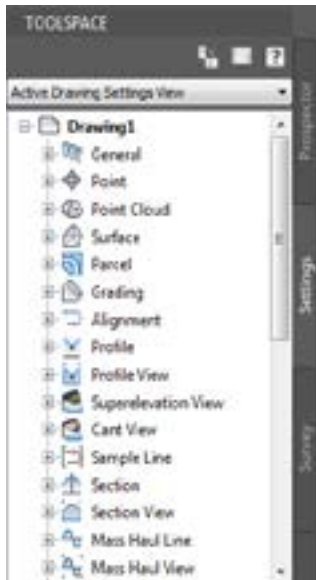 TOOLSPACE
Active Drawing Settings View
Drawing1
General
Point
Point Cloud
Surface
Parcel
Grading
Alignment
Profile
Profile View
Superelevation View
Cant View
Sample Line
Section
Section View
Mass Haul Line
Mass Haul View
Prospector
Settings
Survey